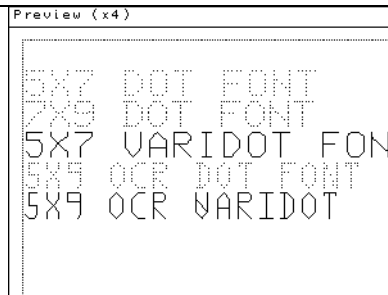 Preview (x4)
5X7 DOT FONT
7X9 DOT FONT
5X7 VARIDOT FON
5X9 OCR DOT FONT
5X9 OCR VARIDOT